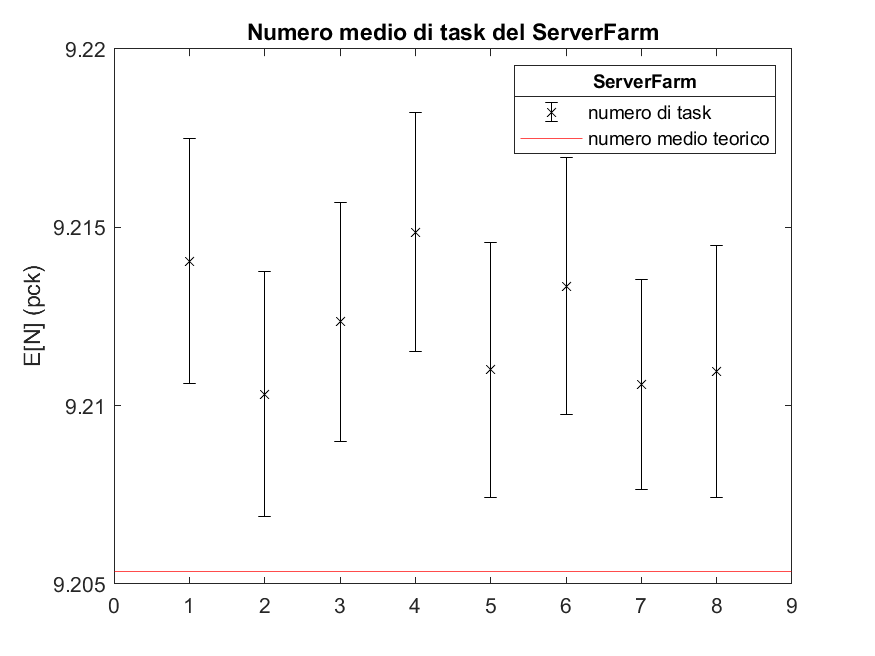 Numero medio di task del ServerFarm
9.22
ServerFarm
numero di task
numero medio teorico
9.215
E[N] (pck)
9.21
9.205
0 1 2 3 4 5 6 7 8 9